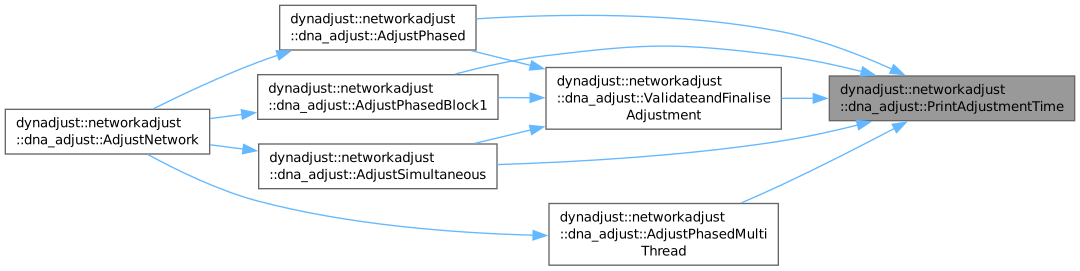 dynadjust::networkadjust
::dna_adjust::AdjustPhased
dynadjust::networkadjust
::dna_adjust::AdjustPhasedBlock1
dynadjust::networkadjust
::dna_adjust::ValidateandFinalise
Adjustment
dynadjust::networkadjust
::dna_adjust::PrintAdjustmentTime
dynadjust::networkadjust
::dna_adjust::AdjustNetwork
dynadjust::networkadjust
::dna_adjust::AdjustSimultaneous
dynadjust::networkadjust
::dna_adjust::AdjustPhasedMulti
Thread